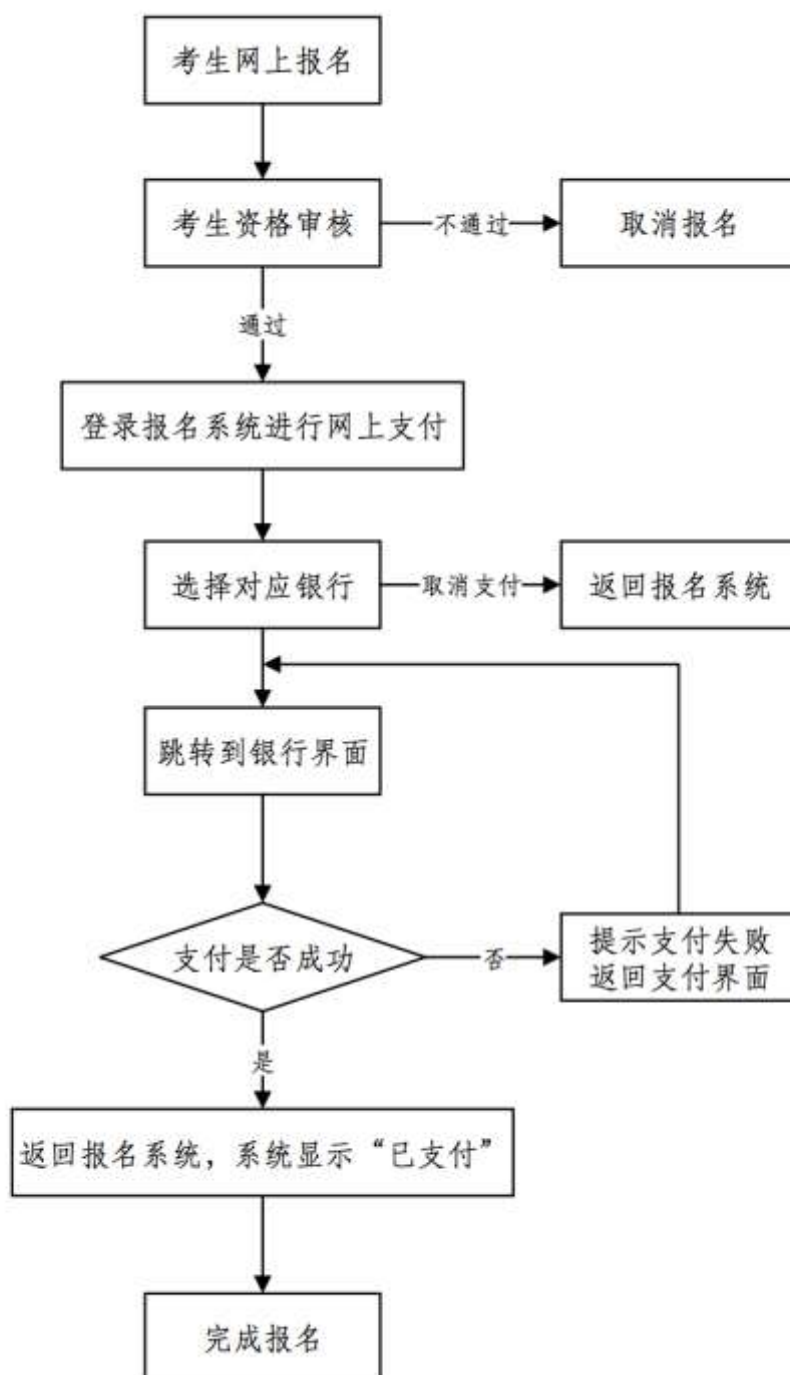 考生网上报名
考生资格审核
不通过
取消报名
通过
登录报名系统进行网上支付
选择对应银行
取消支付
返回报名系统
跳转到银行界面
支付是否成功
否
提示支付失败
返回支付界面
是
返回报名系统，系统显示“已支付”
完成报名